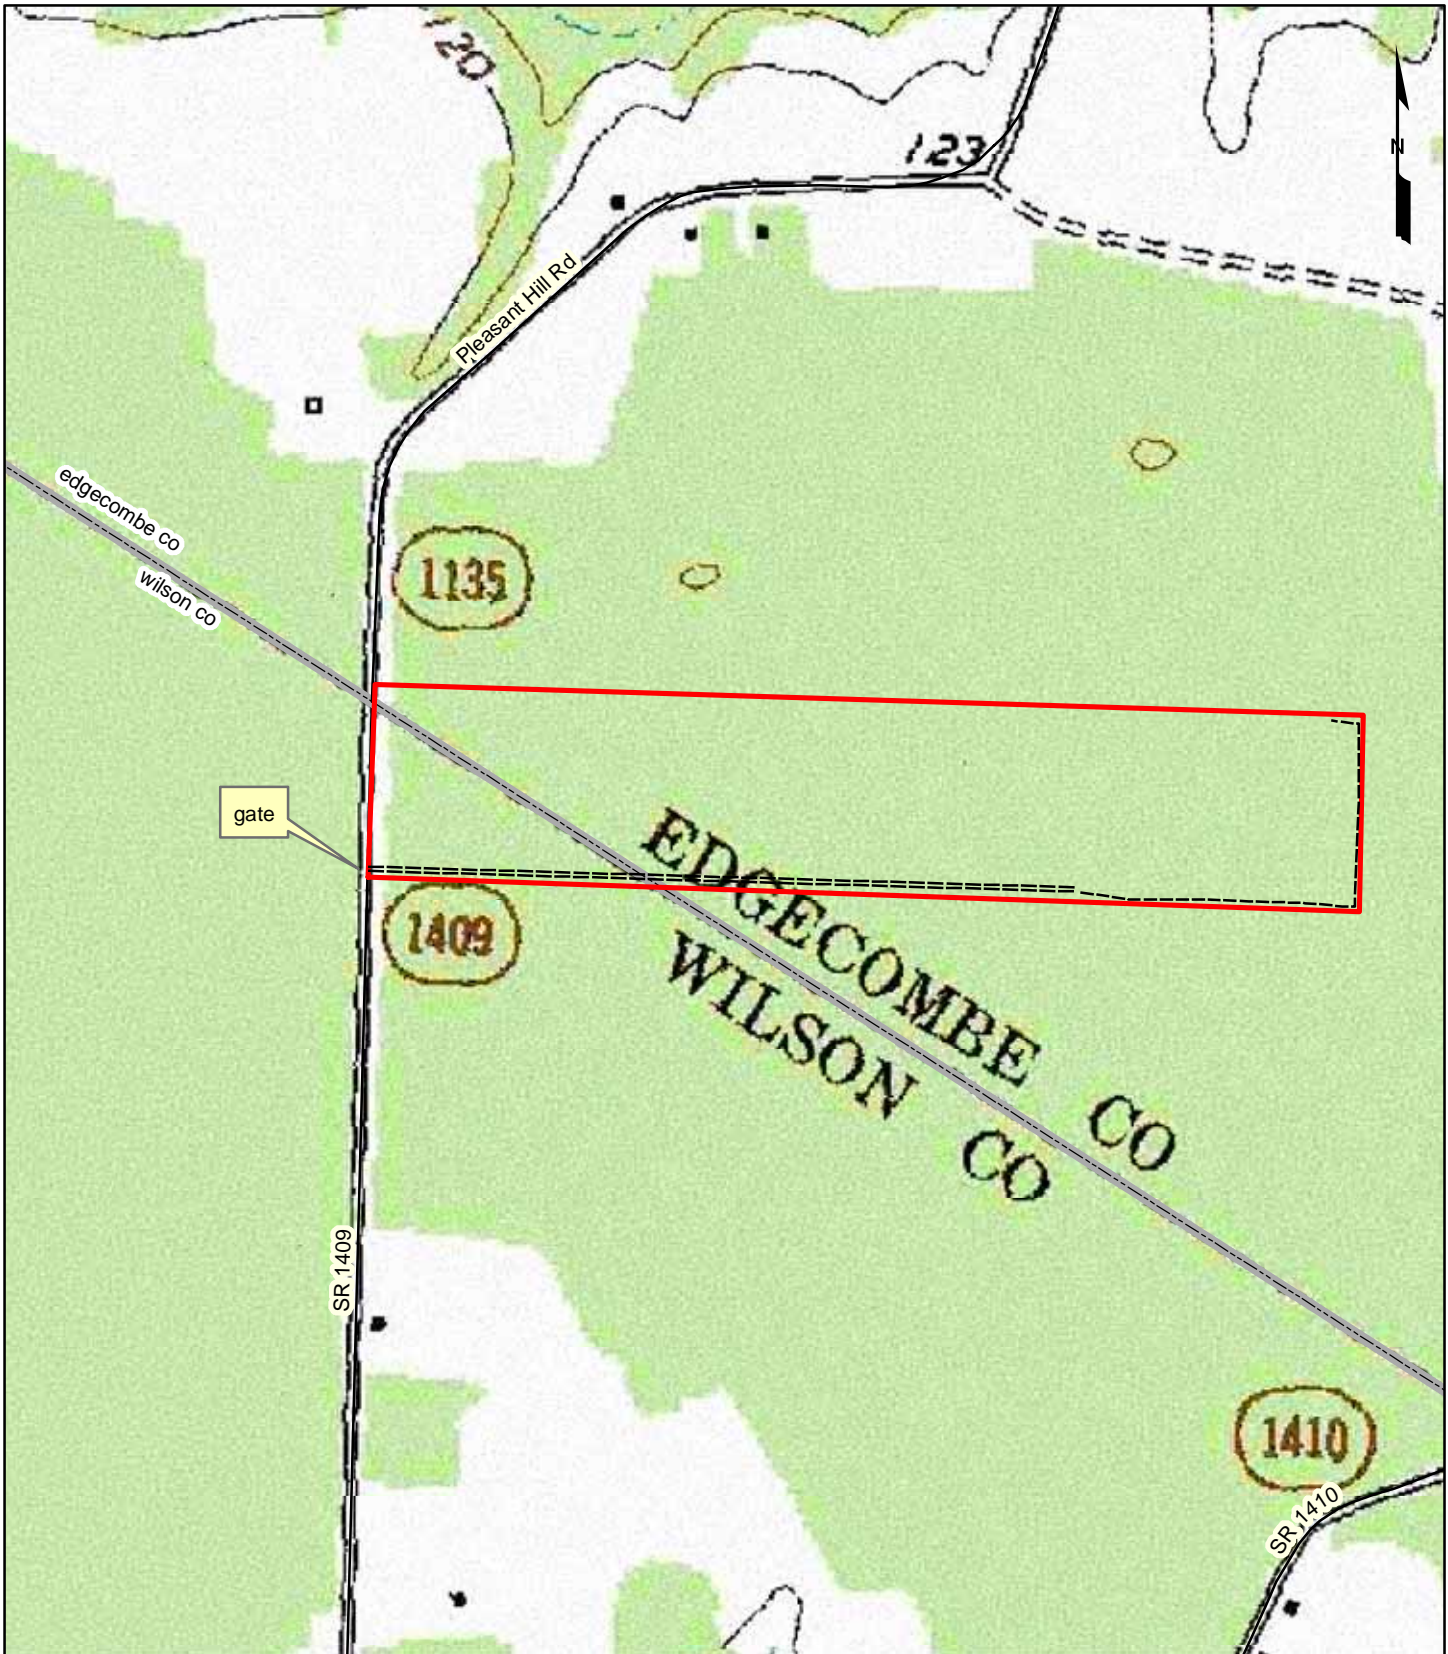 120
123
N
Pleasant Hill Rd
edgecombe co
wilson co
1135
gate
EDGECOMBE CO
WILSON CO
1409
SR 1409
1410
SR 1410